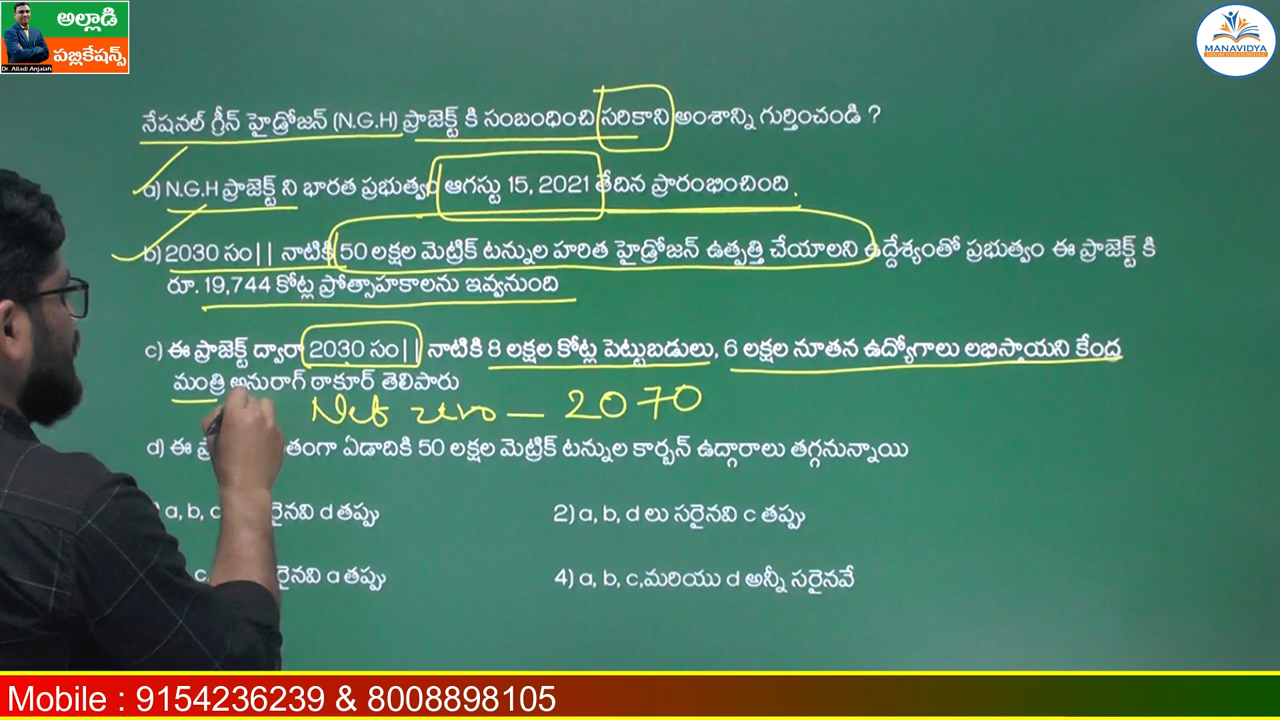 అల్లాడి
పబ్లికేషన్స్
Dr. Alladi Anjaiah
MANAVIDYA
నేషనల్ గ్రీన్ హైడ్రోజన్ (N.G.H) ప్రాజెక్ట్ కి సంబంధించి సరికాని అంశాన్ని గుర్తించండి ?
a) N.G.H ప్రాజెక్ట్ ని భారత ప్రభుత్వం ఆగస్టు 15, 2021 తేదిన ప్రారంభించింది.
b) 2030 సం|| నాటికి 50 లక్షల మెట్రిక్ టన్నుల హరిత హైడ్రోజన్ ఉత్పత్తి చేయాలని ఉద్దేశ్యంతో ప్రభుత్వం ఈ ప్రాజెక్ట్ కి
రూ. 19,744 కోట్ల ప్రోత్సాహకాలను ఇవ్వనుంది
c) ఈ ప్రాజెక్ట్ ద్వారా 2030 సం|| నాటికి 8 లక్షల కోట్ల పెట్టుబడులు, 6 లక్షల నూతన ఉద్యోగాలు లభిస్తాయని కేంద్ర
మంత్రి అనురాగ్ ఠాకూర్ తెలిపారు
Net zero – 2070
d) ఈ తంగా ఏడాదికి 50 లక్షల మెట్రిక్ టన్నుల కార్బన్ ఉద్గారాలు తగ్గనున్నాయి
a, b, c రైనవి d తప్పు
2) a, b, d లు సరైనవి c తప్పు
c, రైనవి a తప్పు
4) a, b, c,మరియు d అన్నీ సరైనవే
Mobile : 9154236239 & 8008898105